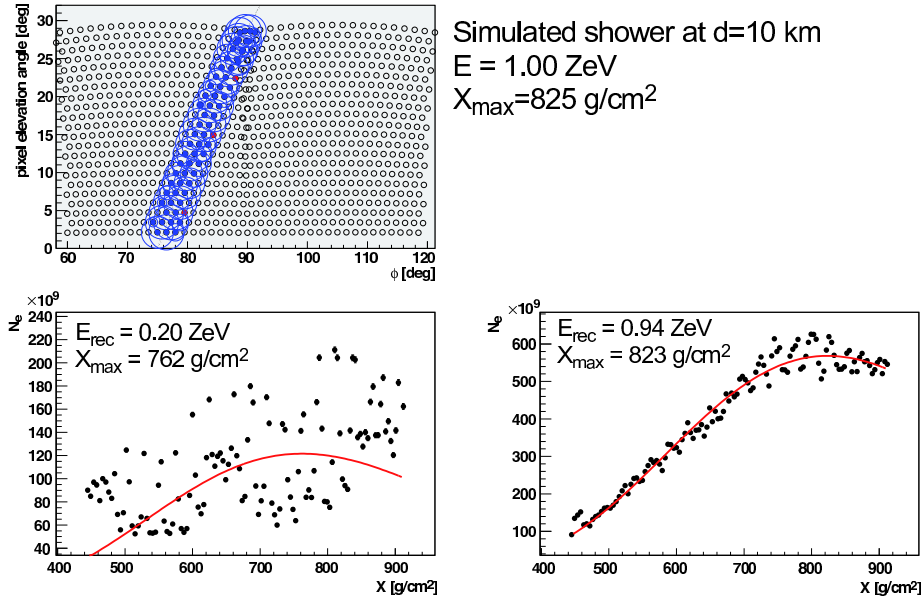 Simulated shower at d=10 km
E = 1.00 ZeV
Xmax=825 g/cm²
pixel elevation angle [deg]
30
25
20
15
10
5
0
60 70 80 90 100 110 120
ϕ [deg]
×10⁹
Ne
240
220
200
180
160
140
120
100
80
60
40
400 500 600 700 800 900
X [g/cm²]
Erec = 0.20 ZeV
Xmax = 762 g/cm²
×10⁹
Ne
600
500
400
300
200
100
400 500 600 700 800 900
X [g/cm²]
Erec = 0.94 ZeV
Xmax = 823 g/cm²